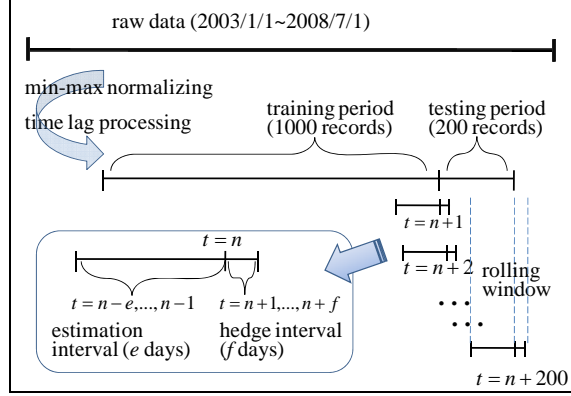 raw data (2003/1/1~2008/7/1)
min-max normalizing
time lag processing
training period
(1000 records)
testing period
(200 records)
t = n+1
t = n+2
rolling
window
t = n+200
t = n
t = n−e,...,n−1
t = n+1,...,n+f
estimation
interval (e days)
hedge interval
(f days)